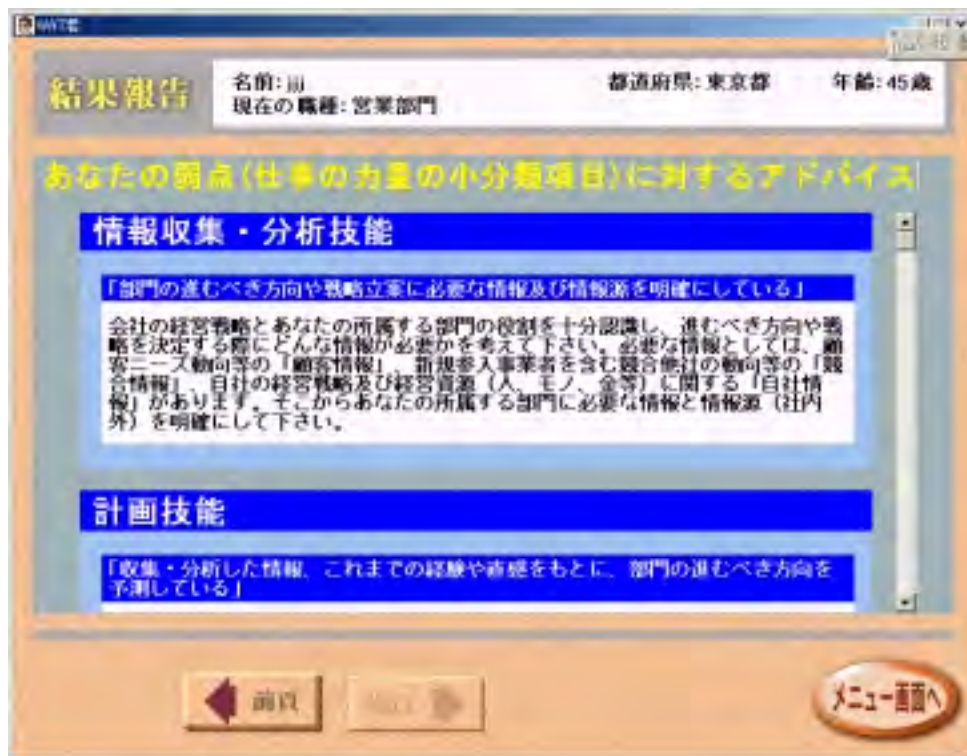 結果報告
名前: jjj
都道府県: 東京都
年齢: 45歳
現在の職種: 営業部門
あなたの弱点(仕事の力量の小分類項目)に対するアドバイス
情報収集・分析技能
「部門の進むべき方向や戦略立案に必要な情報及び情報源を明確にしている」
会社の経営戦略とあなたの所属する部門の役割を十分認識し、進むべき方向や戦
略を決定する際にどんな情報が必要かを考えて下さい。必要な情報としては、顧
客ニーズ動向等の「顧客情報」、新規参入事業者を含む競合他社の動向等の「競
合情報」、自社の経営戦略及び経営資源（人、モノ、金等）に関する「自社情
報」があります。そこからあなたの所属する部門に必要な情報と情報源（社内
外）を明確にして下さい。
計画技能
「収集・分析した情報、これまでの経験や直感をもとに、部門の進むべき方向を
予測している」
前頁
メニュー画面へ